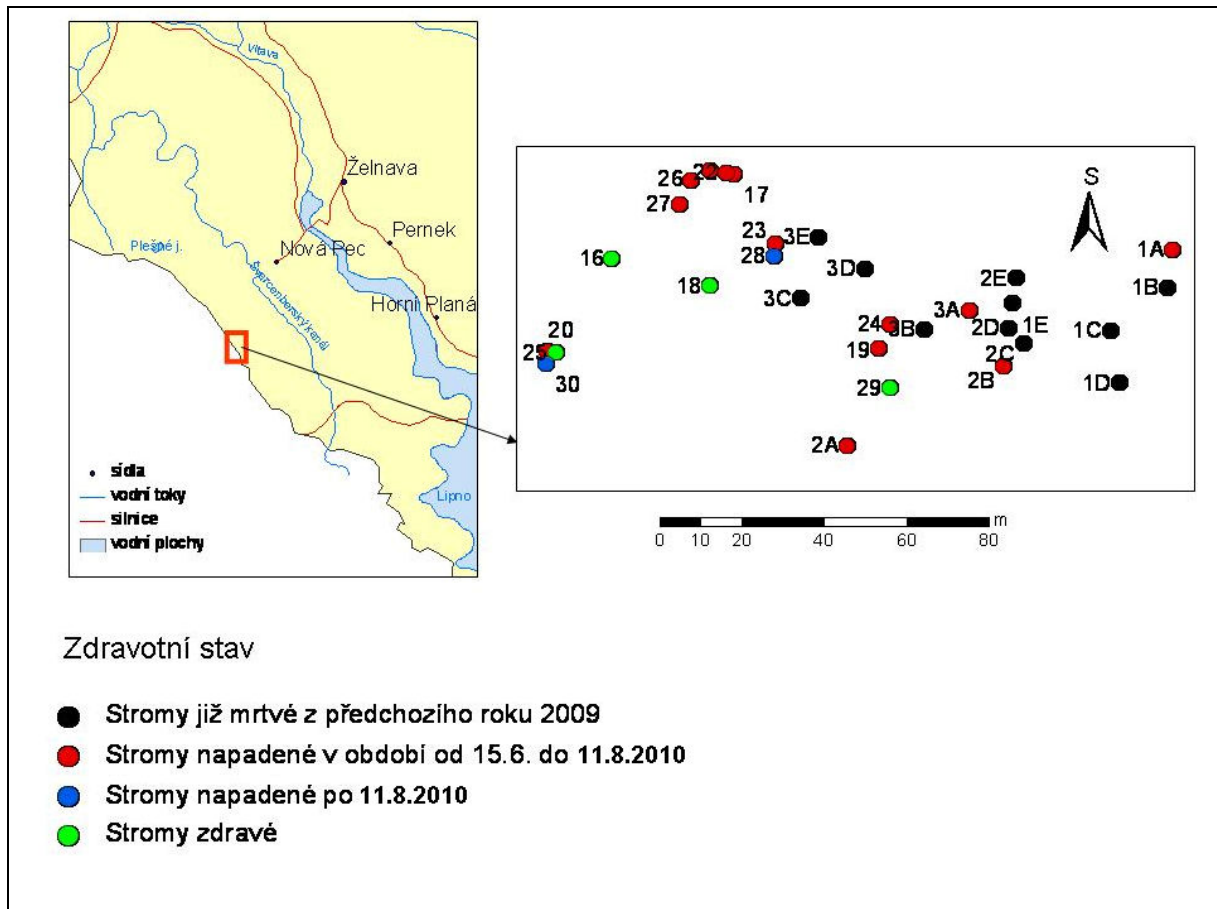 Vltava
Želnava
Pernek
Plešné j.
Nová Pec
Švarcenberský kanál
Horní Planá
Lipno
sídla
vodní toky
silnice
vodní plochy
S
26
17
27
23
3E
28
16
3D
1A
18
3C
2E
1B
3A
24
3B
2D
1E
1C
20
25
19
2C
30
2B
1D
29
2A
m
0 10 20 40 60 80
Zdravotní stav
Stromy již mrtvé z předchozího roku 2009
Stromy napadené v období od 15.6. do 11.8.2010
Stromy napadené po 11.8.2010
Stromy zdravé